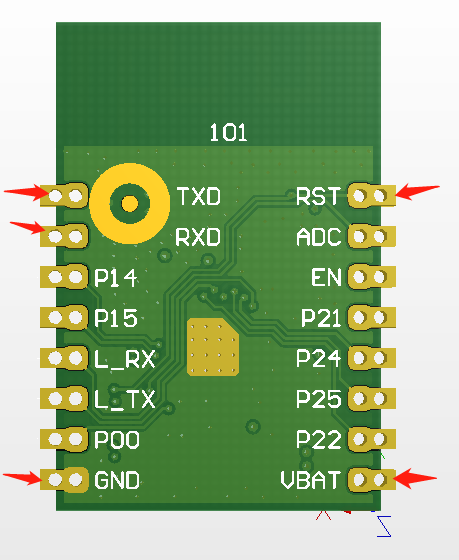 101
TXD RST
RXD ADC
P14 EN
P15 P21
L_RX P24
L_TX P25
P00 P22
GND VBAT